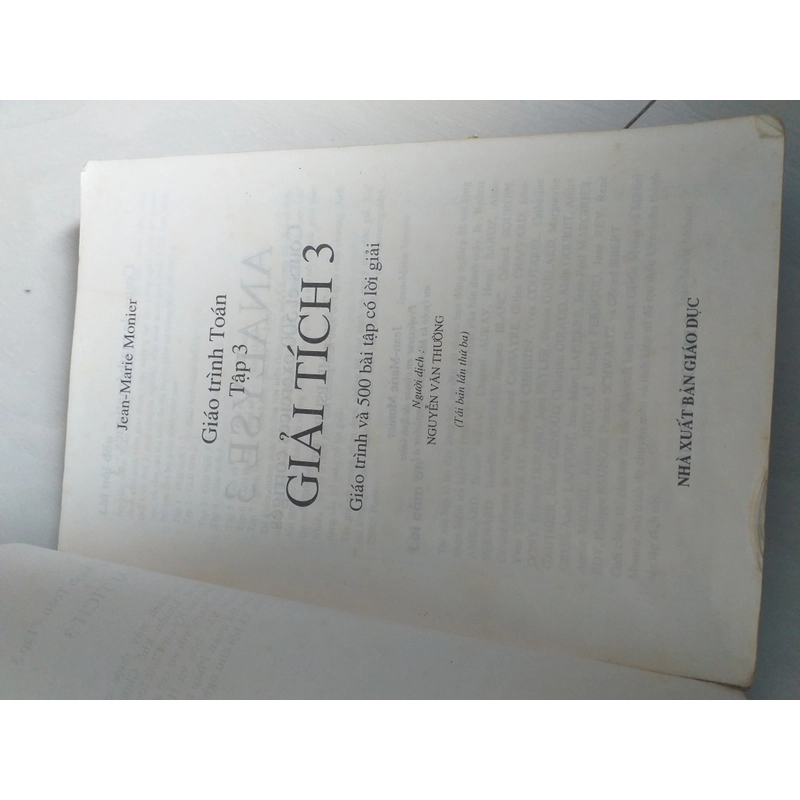 Jean-Marie Monier
Giáo trình Toán
Tập 3
GIẢI TÍCH 3
Giáo trình và 500 bài tập có lời giải
Người dịch :
NGUYỄN VĂN THƯỜNG
(Tái bản lần thứ ba)
NHÀ XUẤT BẢN GIÁO DỤC